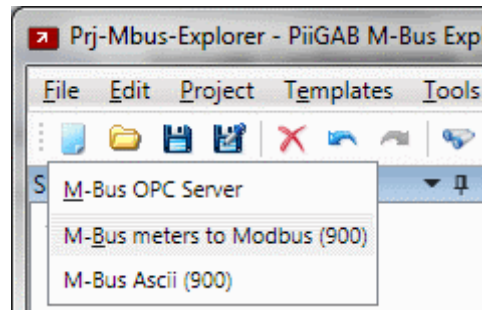 Prj-Mbus-Explorer - PiiGAB M-Bus Exp
File Edit Project Templates Tools
S
M-Bus OPC Server
M-Bus meters to Modbus (900)
M-Bus Ascii (900)